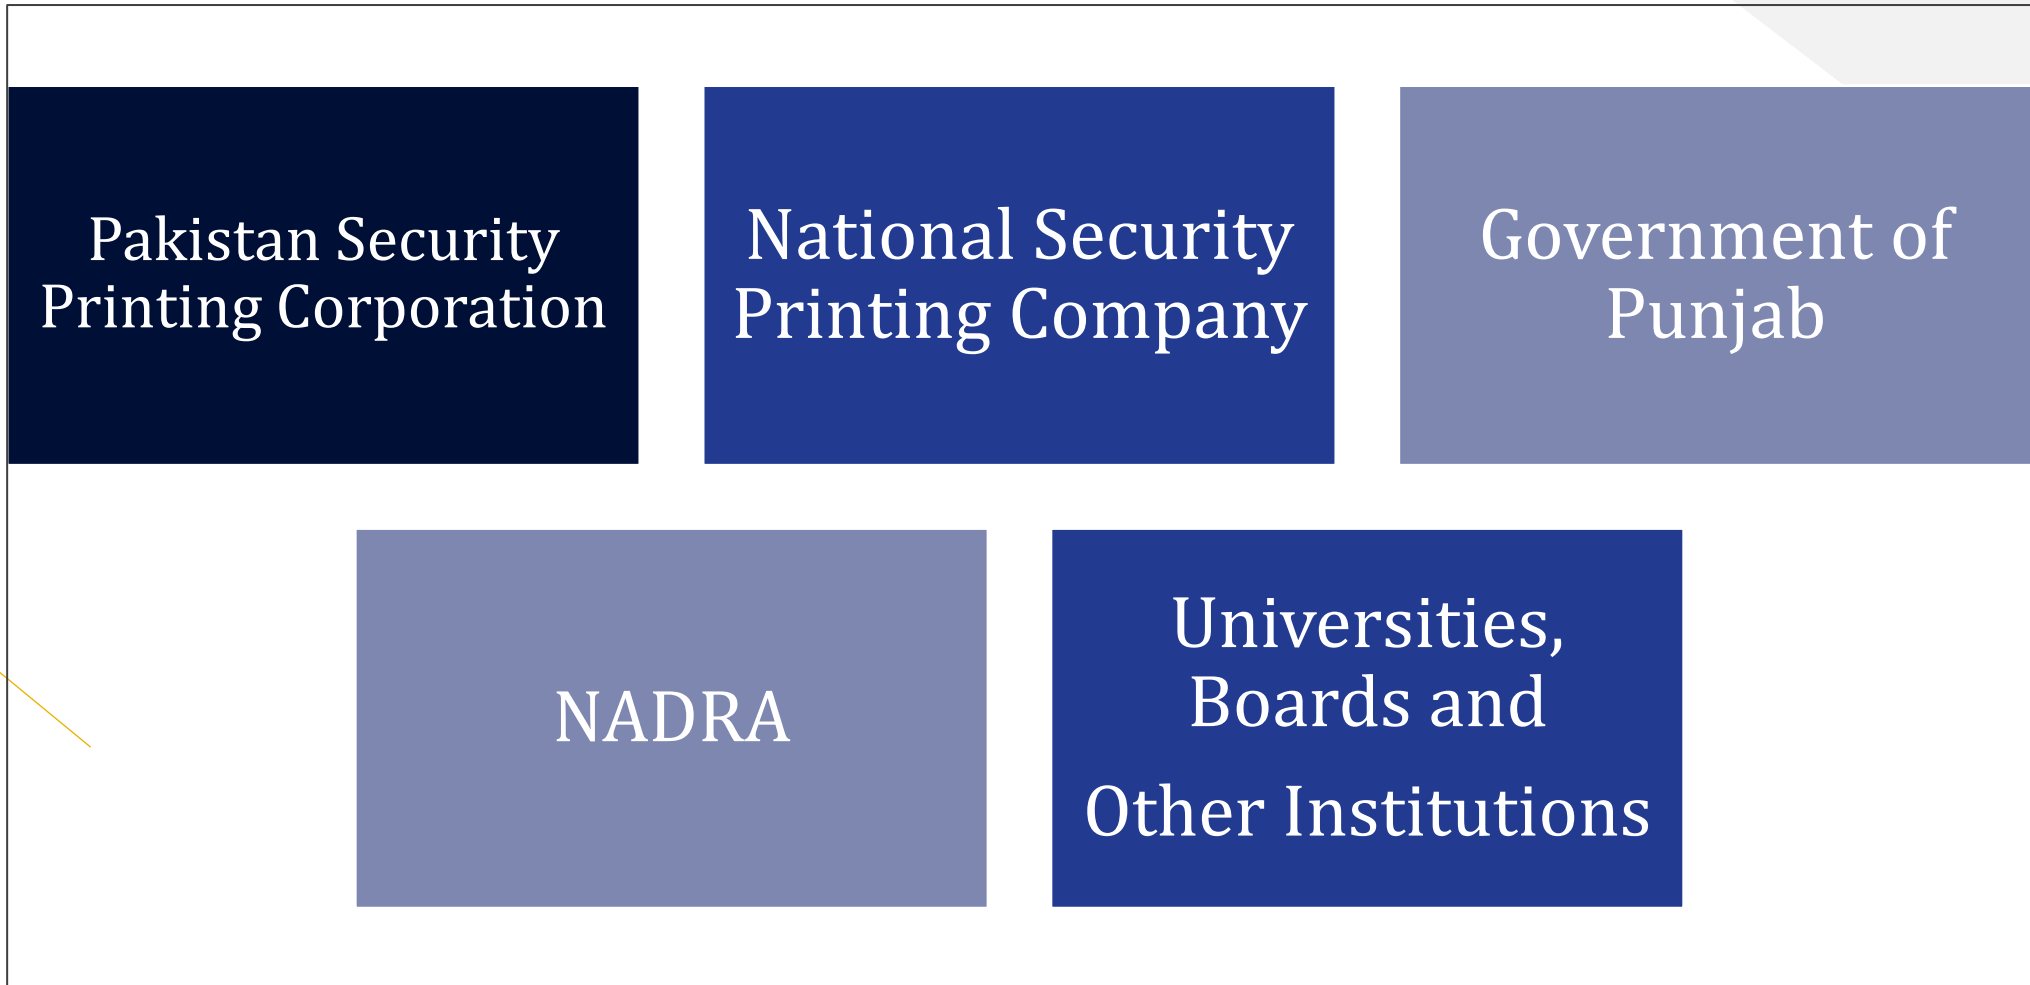 Pakistan Security
Printing Corporation
National Security
Printing Company
Government of
Punjab
NADRA
Universities,
Boards and
Other Institutions